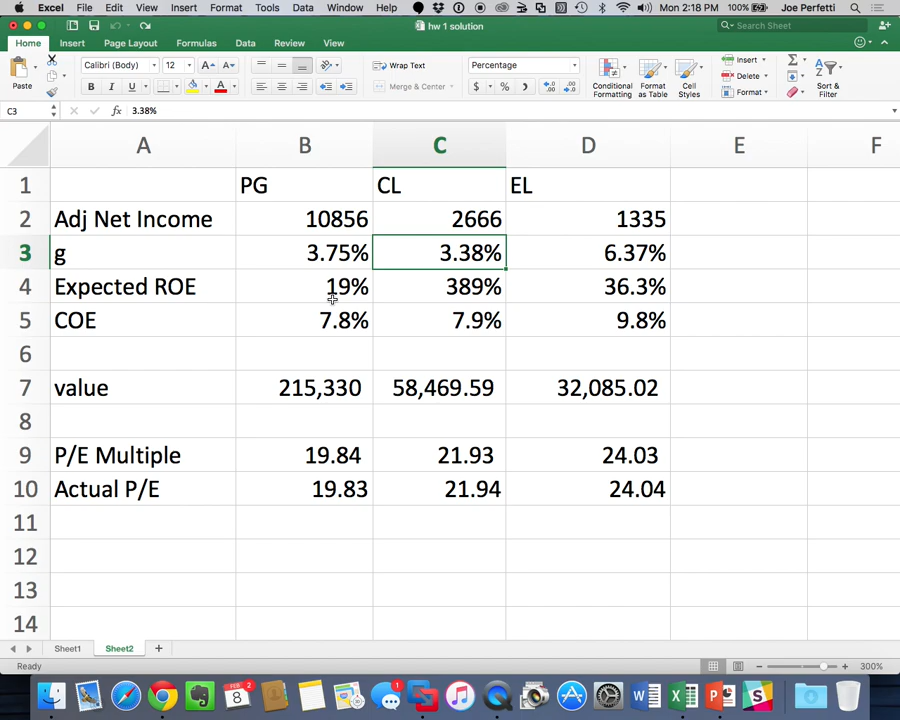 Excel File Edit View Insert Format Tools Data Window Help 100% Mon 2:18 PM Joe Perfetti
hw 1 solution
Search Sheet
Home Insert Page Layout Formulas Data Review View
Paste
Calibri (Body) 12 A A
B I U A
Wrap Text
Merge & Center
Percentage
$ % )
Conditional Formatting
Format as Table
Cell Styles
Insert
Delete
Format
Sort & Filter
C3 fx 3.38%
A B C D E F
1 PG CL EL
2 Adj Net Income 10856 2666 1335
3 g 3.75% 3.38% 6.37%
4 Expected ROE 19% 389% 36.3%
5 COE 7.8% 7.9% 9.8%
6
7 value 215,330 58,469.59 32,085.02
8
9 P/E Multiple 19.84 21.93 24.03
10 Actual P/E 19.83 21.94 24.04
11
12
13
14
Sheet1 Sheet2 +
Ready 300%